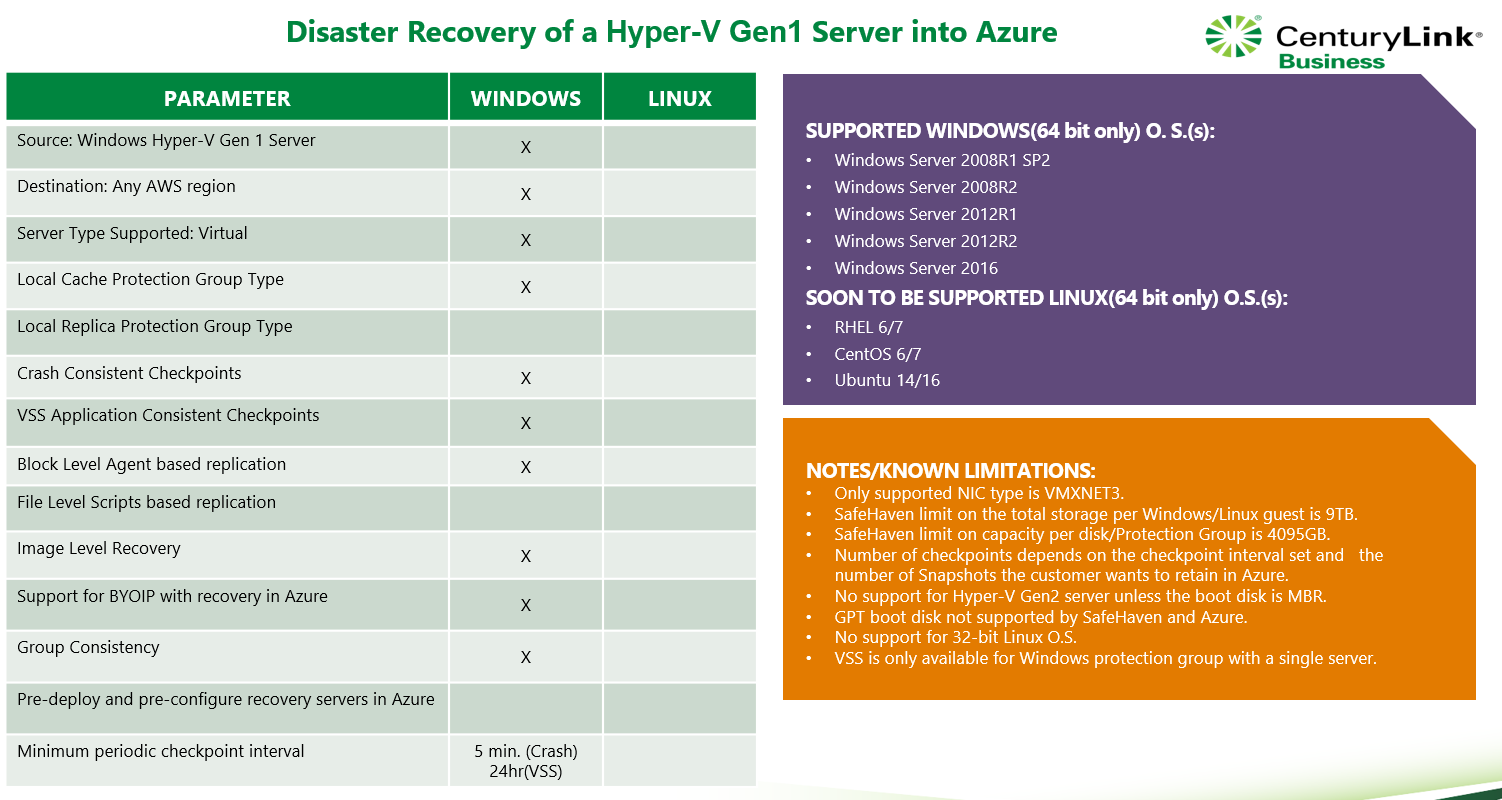 Disaster Recovery of a Hyper-V Gen1 Server into Azure
CenturyLink®
Business
PARAMETER WINDOWS LINUX
Source: Windows Hyper-V Gen 1 Server X
Destination: Any AWS region X
Server Type Supported: Virtual X
Local Cache Protection Group Type X
Local Replica Protection Group Type
Crash Consistent Checkpoints X
VSS Application Consistent Checkpoints X
Block Level Agent based replication X
File Level Scripts based replication
Image Level Recovery X
Support for BYOIP with recovery in Azure X
Group Consistency X
Pre-deploy and pre-configure recovery servers in Azure
Minimum periodic checkpoint interval 5 min. (Crash)
24hr(VSS)
SUPPORTED WINDOWS(64 bit only) O. S.(s):
• Windows Server 2008R1 SP2
• Windows Server 2008R2
• Windows Server 2012R1
• Windows Server 2012R2
• Windows Server 2016
SOON TO BE SUPPORTED LINUX(64 bit only) O.S.(s):
• RHEL 6/7
• CentOS 6/7
• Ubuntu 14/16
NOTES/KNOWN LIMITATIONS:
• Only supported NIC type is VMXNET3.
• SafeHaven limit on the total storage per Windows/Linux guest is 9TB.
• SafeHaven limit on capacity per disk/Protection Group is 4095GB.
• Number of checkpoints depends on the checkpoint interval set and the
number of Snapshots the customer wants to retain in Azure.
• No support for Hyper-V Gen2 server unless the boot disk is MBR.
• GPT boot disk not supported by SafeHaven and Azure.
• No support for 32-bit Linux O.S.
• VSS is only available for Windows protection group with a single server.